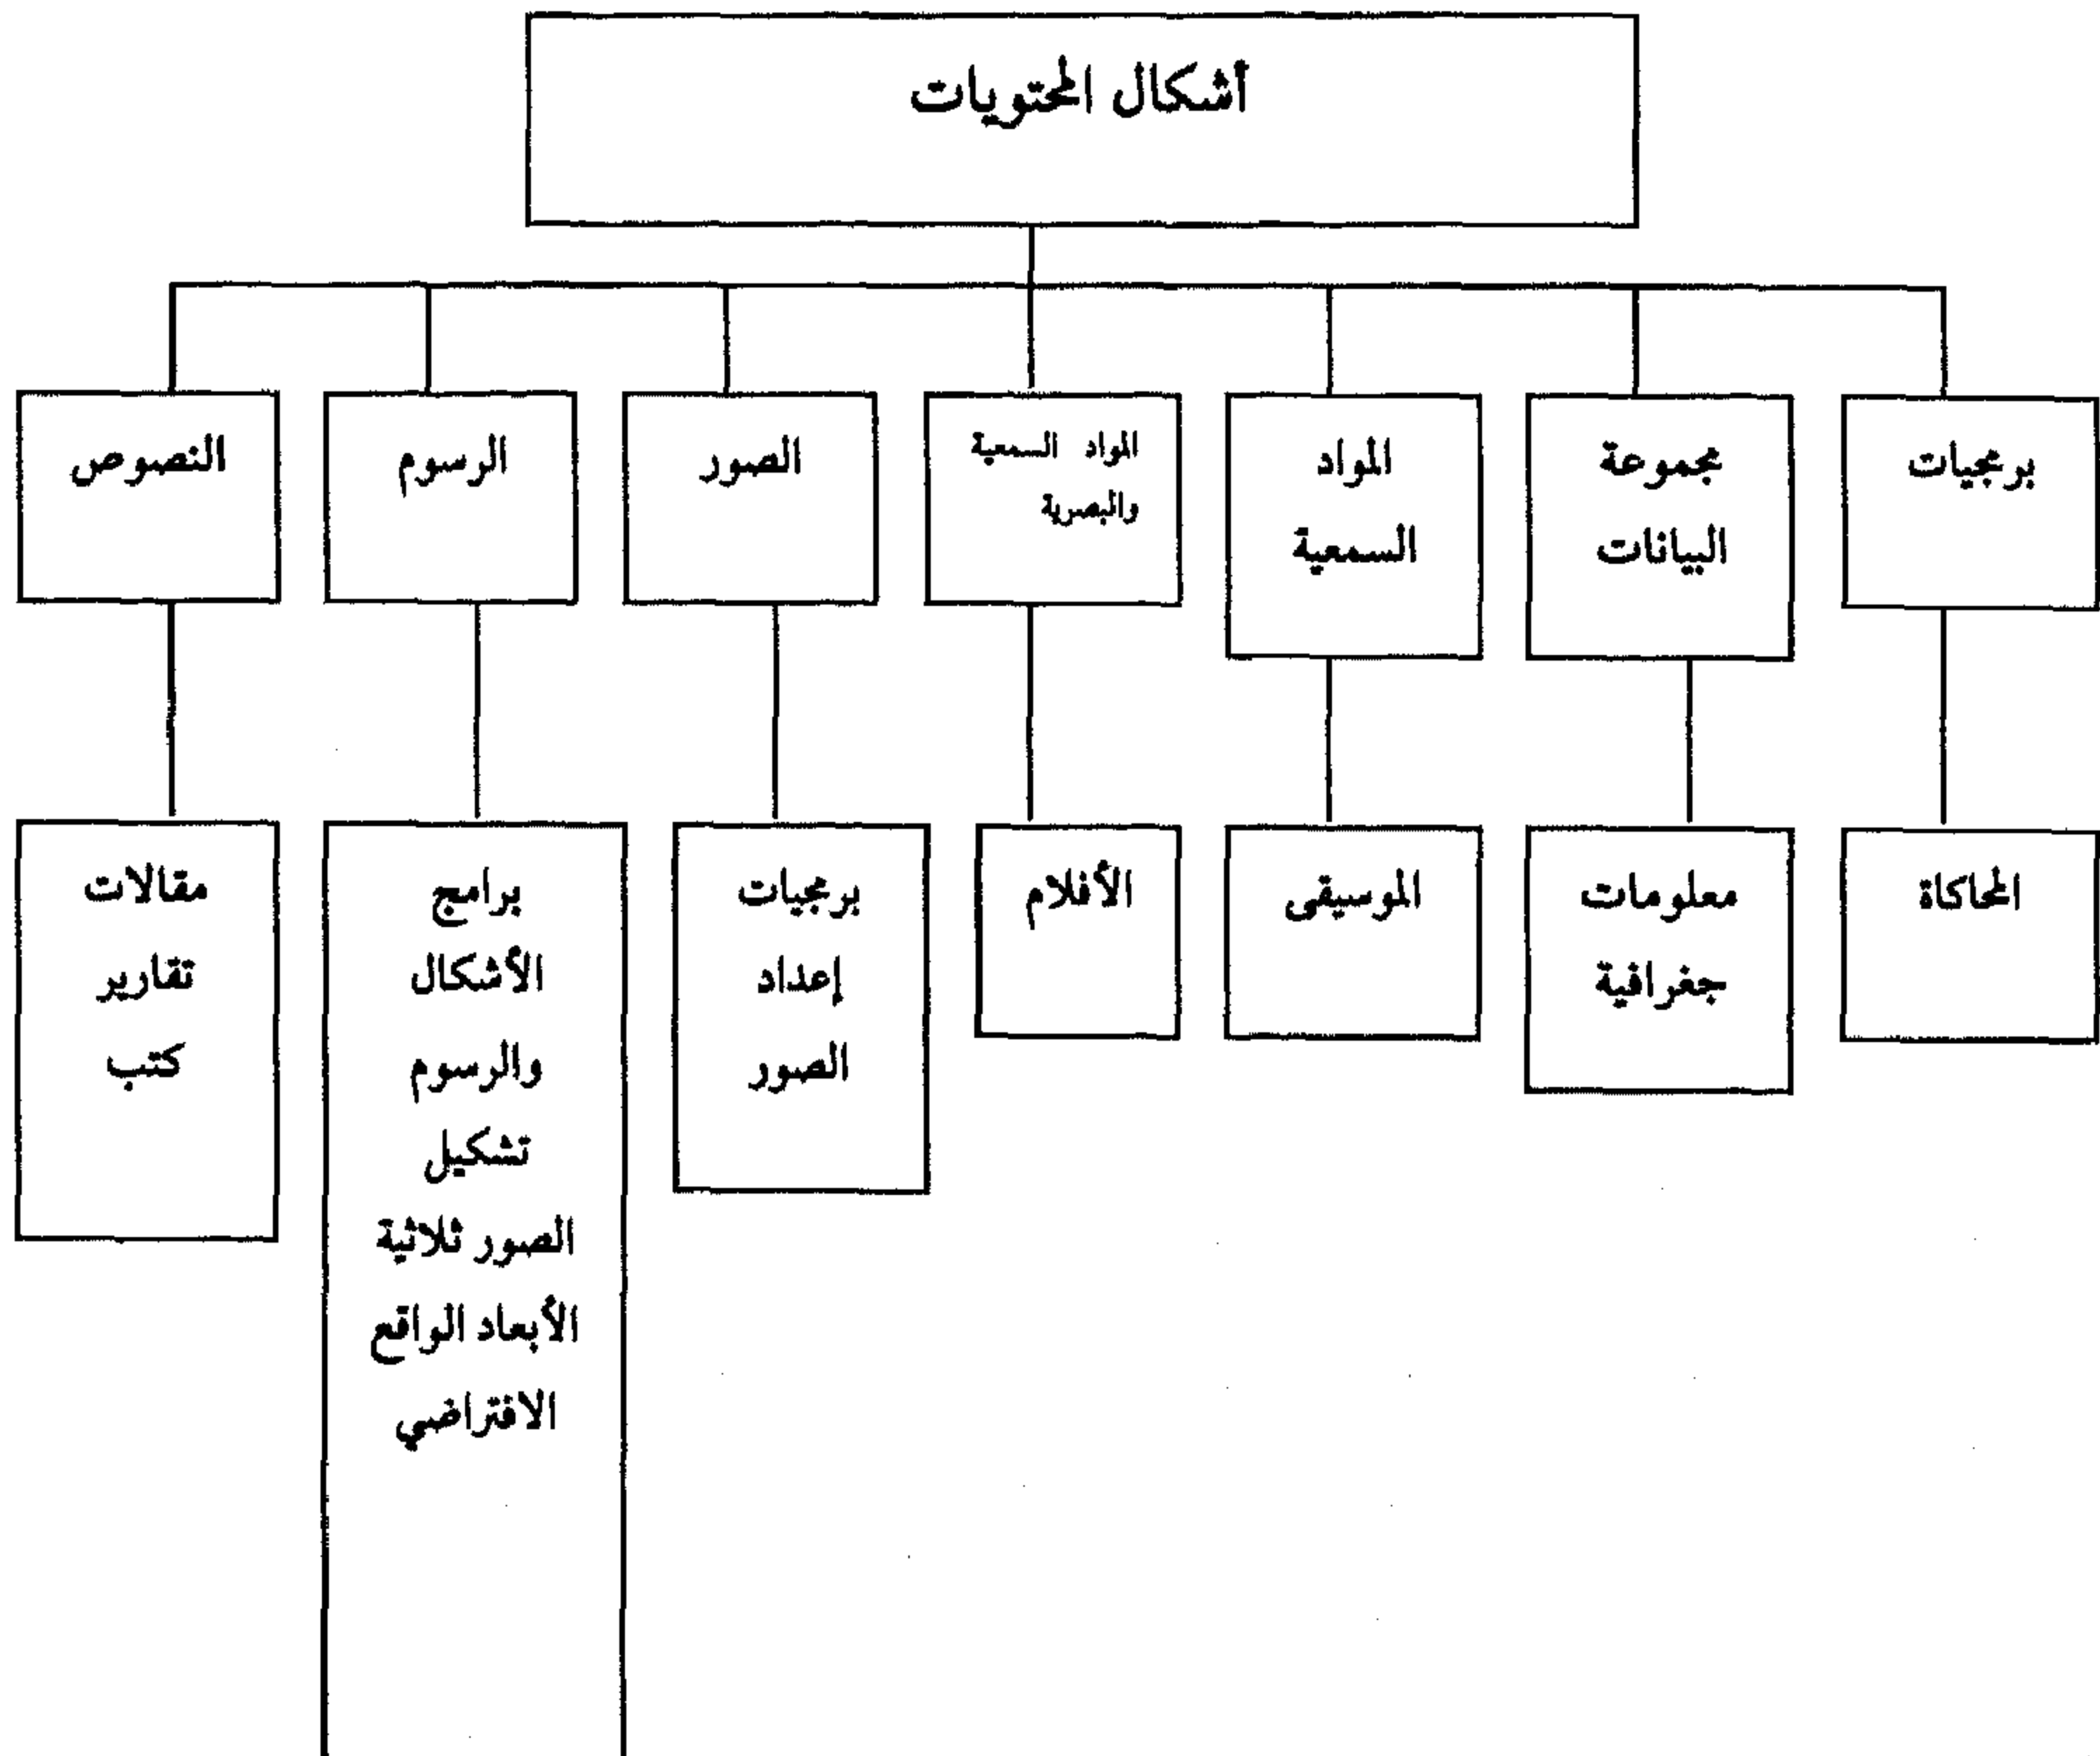 أشكال المحتويات
برمجيات
مجموعة
البيانات
المواد
السمعية
المواد السمعية
والبصرية
الصور
الرسوم
النصوص
المحاكاة
معلومات
جغرافية
الموسيقى
الأفلام
برمجيات
إعداد
الصور
برامج
الأشكال
والرسوم
تشكيل
الصور ثلاثية
الأبعاد الواقع
الافتراضي
مقالات
تقارير
كتب